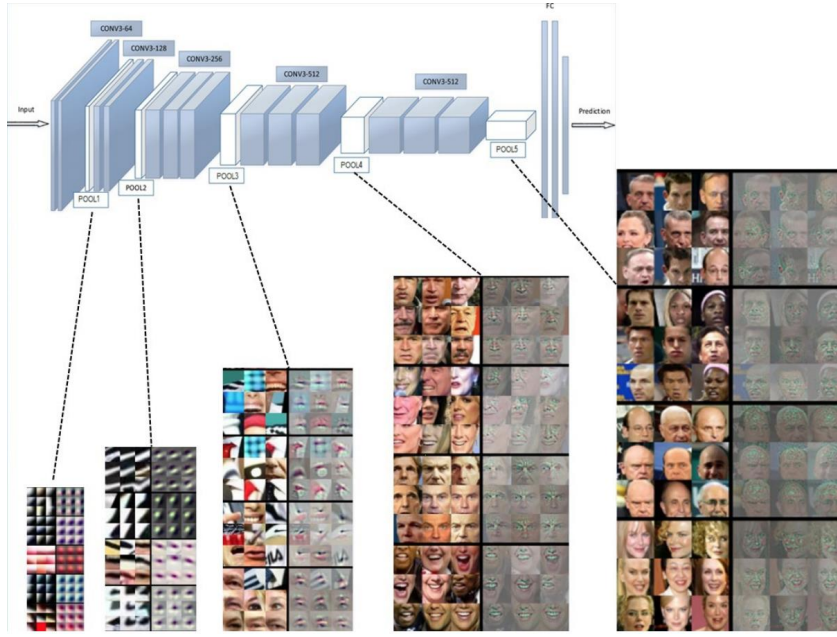 FC
CONV3-64
CONV3-128
CONV3-256
CONV3-512
CONV3-512
Input
Prediction
POOL1
POOL2
POOL3
POOL4
POOL5